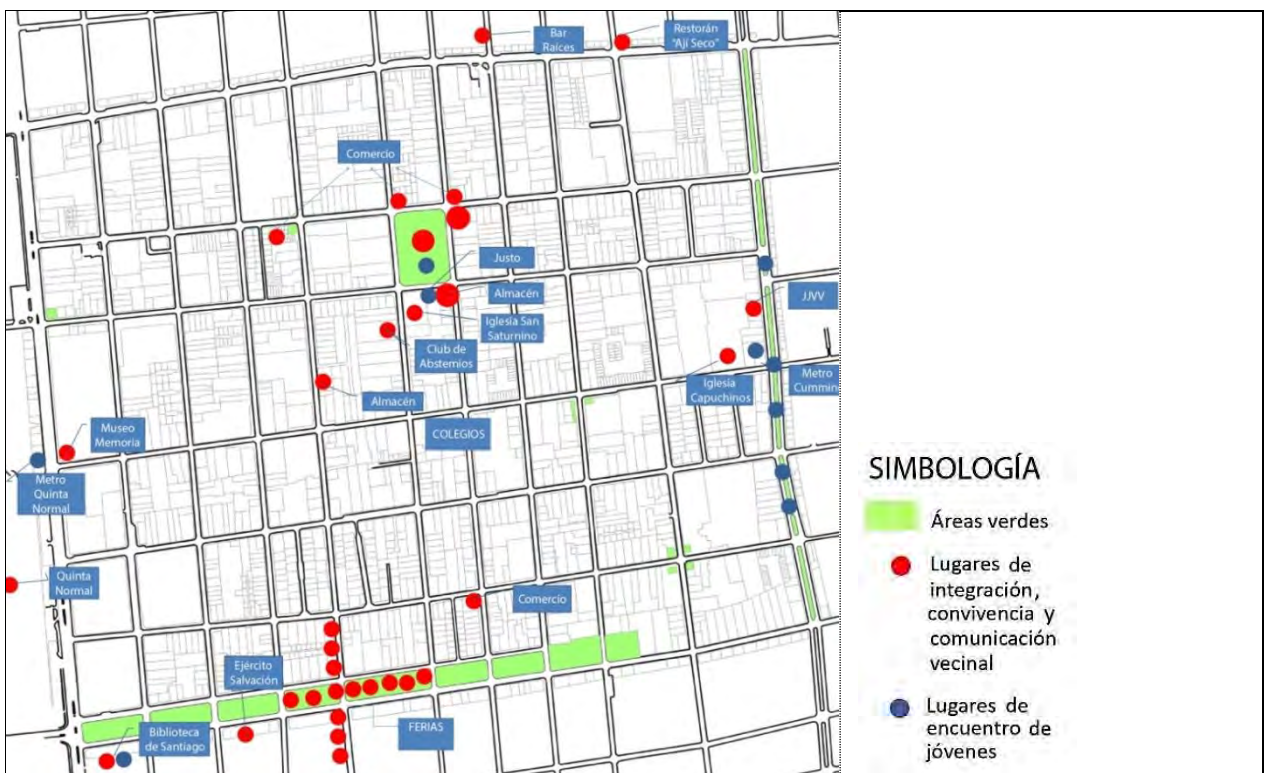 Bar
Raíces
Restorán
"Ají Seco"
Comercio
Justo
Almacén
JJVV
Iglesia San
Saturnino
Club de
Abstemios
Iglesia
Capuchinos
Metro
Cummin
Almacén
Museo
Memoria
COLEGIOS
Metro
Quinta
Normal
Quinta
Normal
Comercio
Ejército
Salvación
FERIAS
Biblioteca
de Santiago
SIMBOLOGÍA
Áreas verdes
Lugares de
integración,
convivencia y
comunicación
vecinal
Lugares de
encuentro de
jóvenes